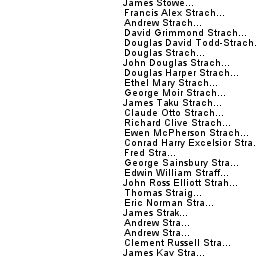 James Stowe...
Francis Alex Strach...
Andrew Strach...
David Grimmond Strach...
Douglas David Todd-Strach.
Douglas Strach...
John Douglas Strach...
Douglas Harper Strach...
Ethel Mary Strach...
George Moir Strach...
James Taku Strach...
Claude Otto Strach...
Richard Clive Strach...
Ewen McPherson Strach...
Conrad Harry Excelsior Stra.
Fred Stra...
George Sainsbury Stra...
Edwin William Straff...
John Ross Elliott Strah...
Thomas Straig...
Eric Norman Stra...
James Strak...
Andrew Stra...
Andrew Stra...
Clement Russell Stra...
James Kay Stra...